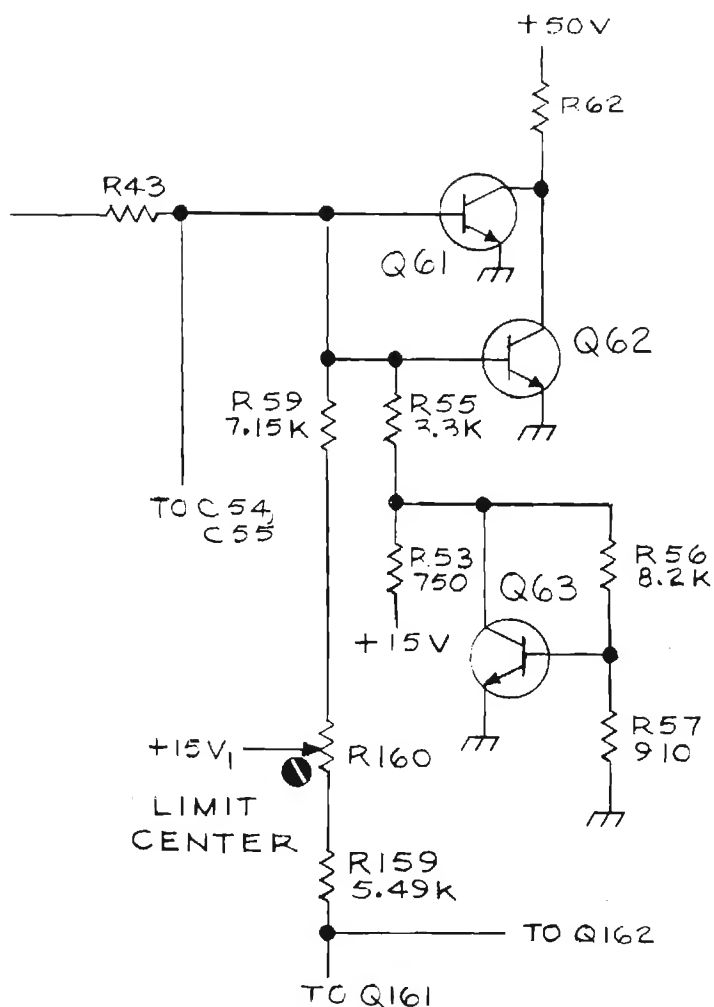 +50V
R62
R43
Q61
Q62
R59
7.15K
R55
3.3K
TO C54,
C55
R53
750
Q63
R56
8.2K
+15V
R57
910
+15V₁
R160
LIMIT
CENTER
R159
5.49K
TO Q162
TO Q161